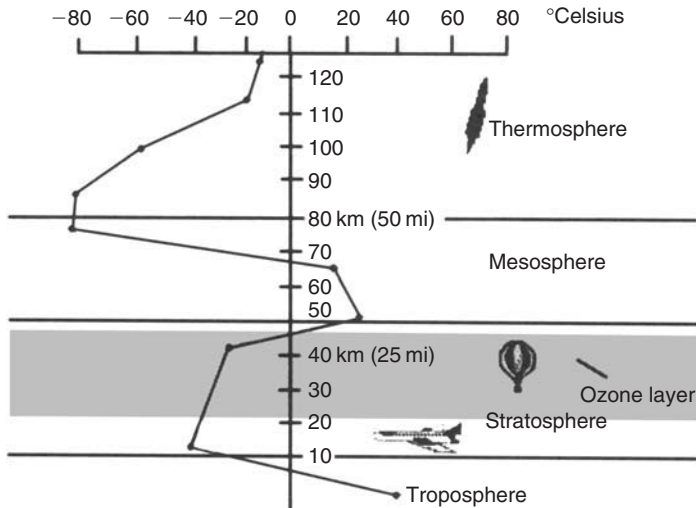 −80 −60 −40 −20 0 20 40 60 80 °Celsius
120
110
Thermosphere
100
90
80 km (50 mi)
70
Mesosphere
60
50
40 km (25 mi)
30
Ozone layer
20
Stratosphere
10
Troposphere